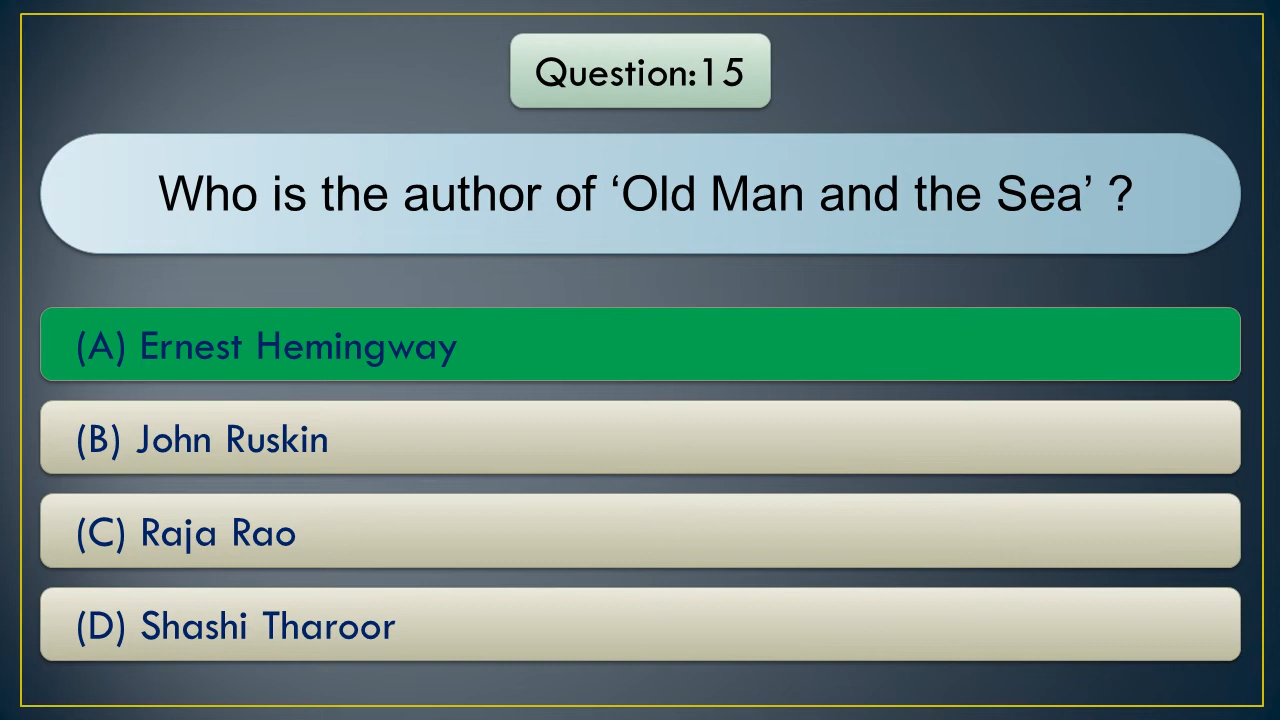 Question:15
Who is the author of ‘Old Man and the Sea’ ?
(A) Ernest Hemingway
(B) John Ruskin
(C) Raja Rao
(D) Shashi Tharoor